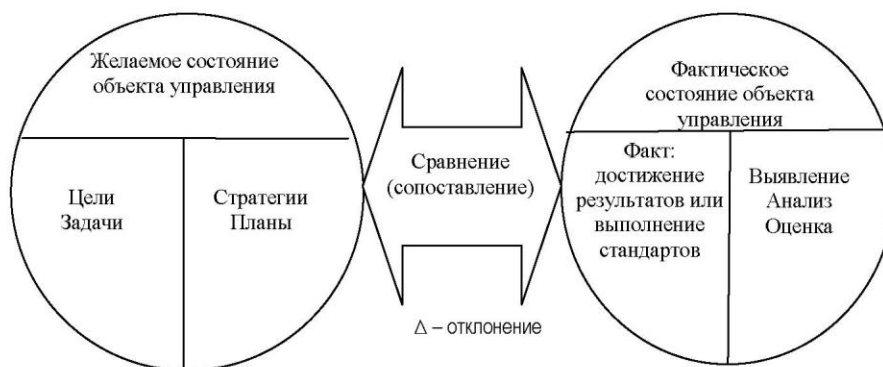 Желаемое состояние
объекта управления
Цели
Задачи
Стратегии
Планы
Сравнение
(сопоставление)
Δ – отклонение
Фактическое
состояние объекта
управления
Факт:
достижение
результатов или
выполнение
стандартов
Выявление
Анализ
Оценка